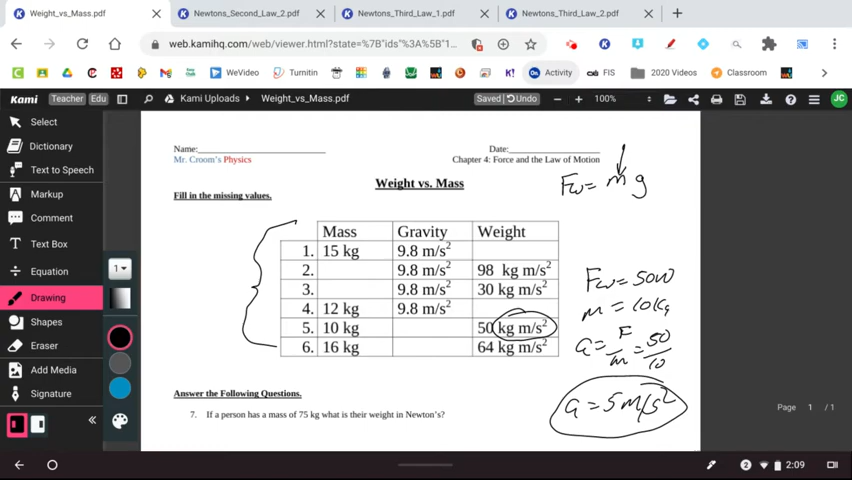 Weight_vs_Mass.pdf
Newtons_Second_Law_2.pdf
Newtons_Third_Law_1.pdf
Newtons_Third_Law_2.pdf
web.kamihq.com/web/viewer.html?state=%7B"ids"%3A%5B"1...
WeVideo
Turnitin
K!
Activity
FIS
2020 Videos
Classroom
Kami Teacher Edu
Kami Uploads > Weight_vs_Mass.pdf
Saved Undo
100%
JC
Select
Dictionary
Text to Speech
Markup
Comment
Text Box
Equation
1
Drawing
Shapes
Eraser
Add Media
Signature
Name: Date:
Mr. Croom's Physics Chapter 4: Force and the Law of Motion
Weight vs. Mass
Fill in the missing values.
Mass Gravity Weight
1. 15 kg 9.8 m/s²
2. 9.8 m/s² 98 kg m/s²
3. 9.8 m/s² 30 kg m/s²
4. 12 kg 9.8 m/s²
5. 10 kg 50 kg m/s²
6. 16 kg 64 kg m/s²
Answer the Following Questions.
7. If a person has a mass of 75 kg what is their weight in Newton's?
Fw = mg
Fw = 50N
m = 10kg
a = F/m = 50/10
a = 5m/s²
Page 1 / 1
2
2:09